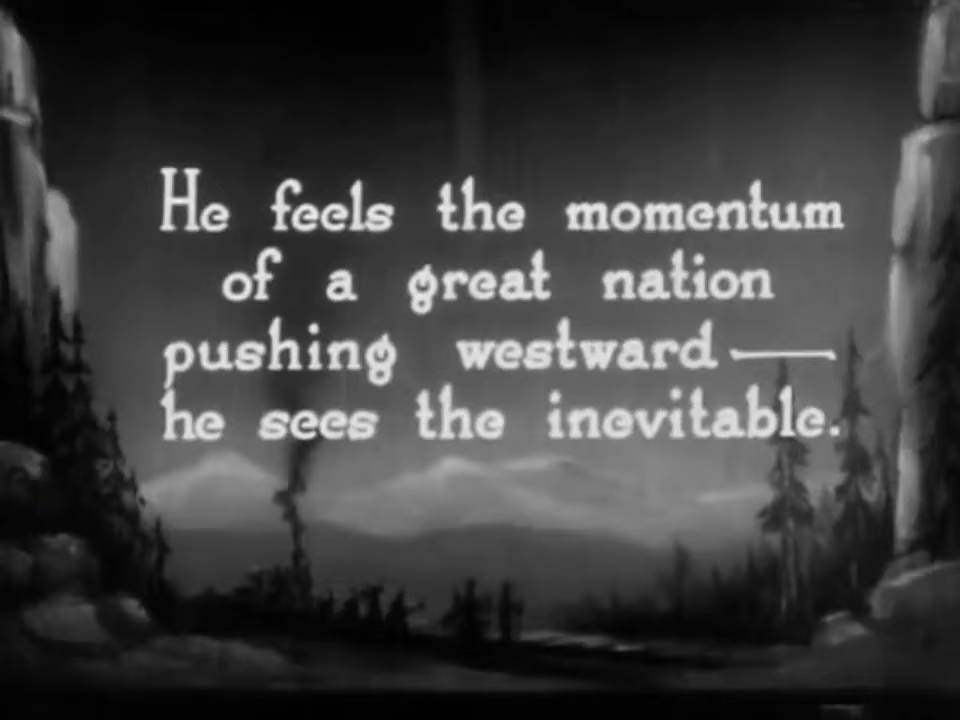 He feels the momentum
of a great nation
pushing westward —
he sees the inevitable.